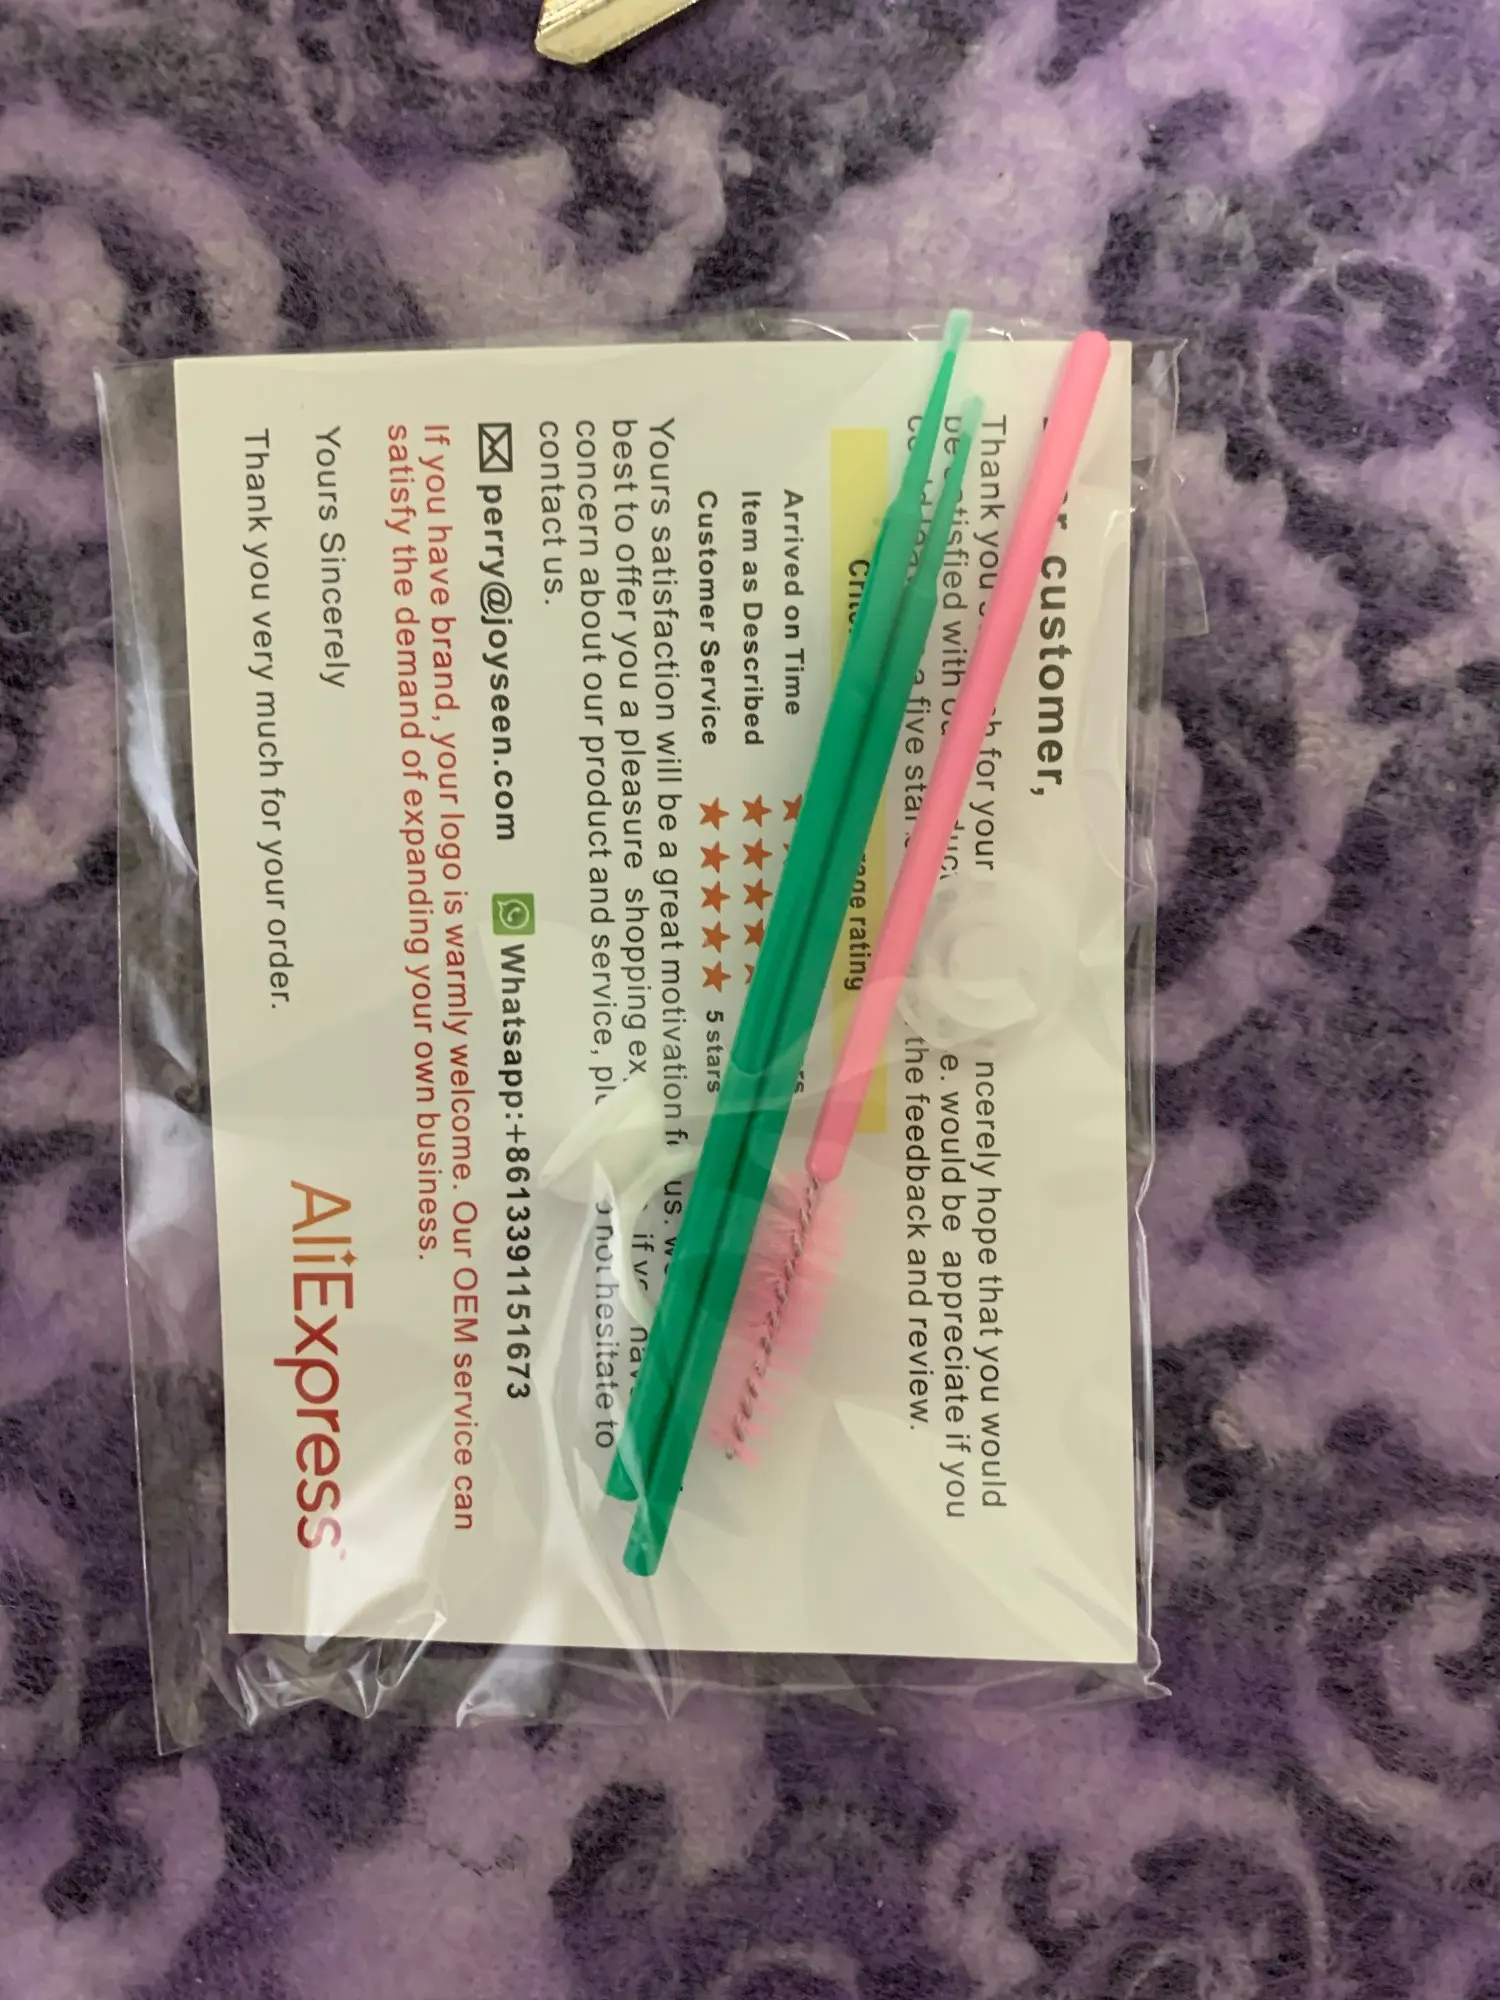 customer,
Thank you for your ncerely hope that you would
satisfied with e. would be appreciate if you
five star the feedback and review.
rating
Arrived on Time
Item as Described
Customer Service 5 stars
Yours satisfaction will be a great motivation us.
best to offer you a pleasure shopping if
concern about our product and service, hesitate to
contact us.
perry@joyseen.com Whatsapp:+8613391151673
If you have brand, your logo is warmly welcome. Our OEM service can
satisfy the demand of expanding your own business.
Yours Sincerely
Thank you very much for your order.
AliExpress